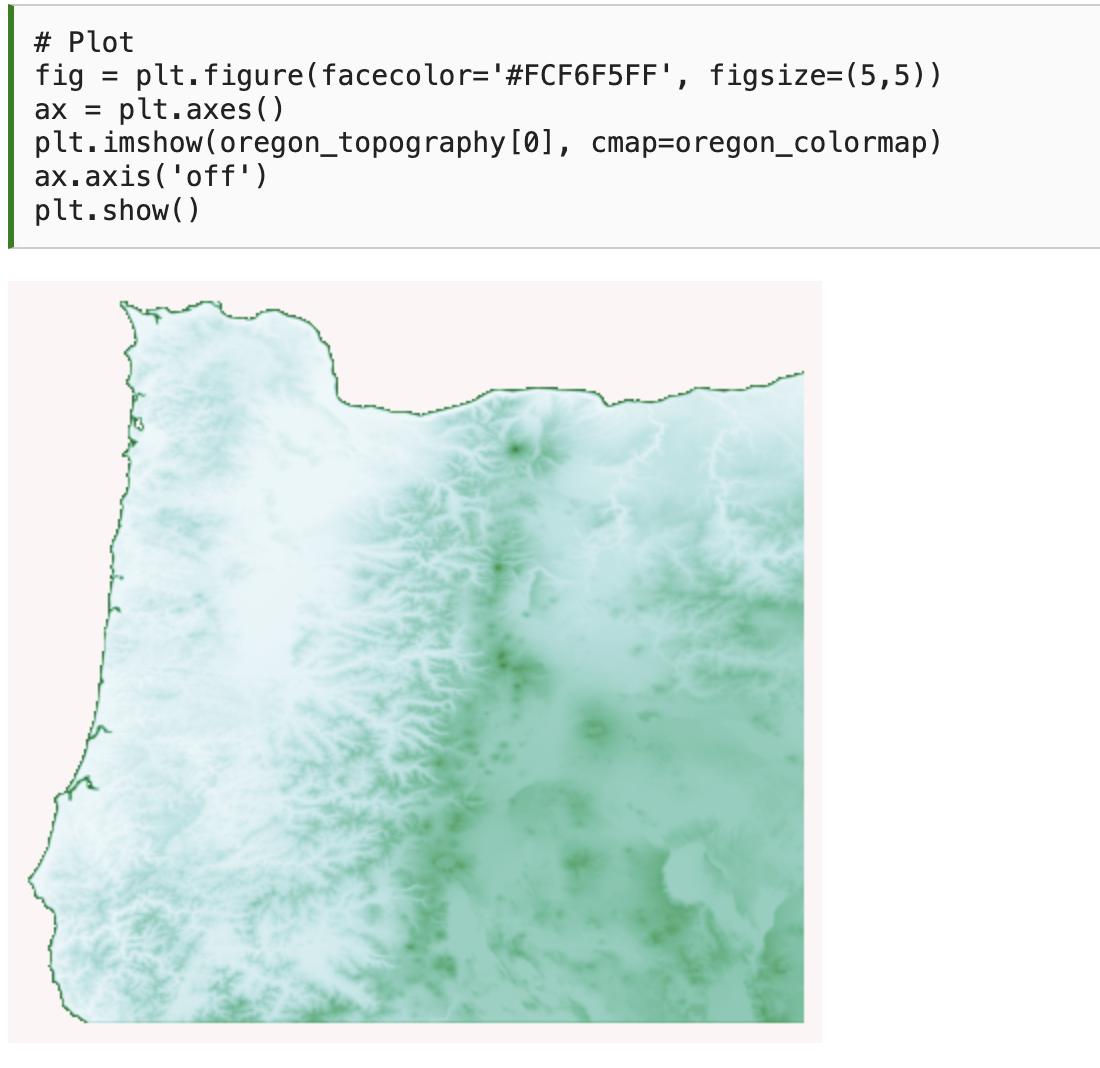 # Plot
fig = plt.figure(facecolor='#FCF6F5FF', figsize=(5,5))
ax = plt.axes()
plt.imshow(oregon_topography[0], cmap=oregon_colormap)
ax.axis('off')
plt.show()